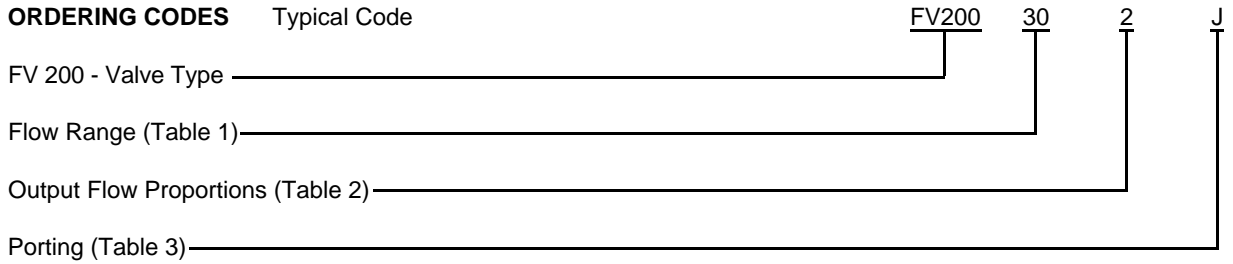 ORDERING CODES Typical Code FV200 30 2 J
FV 200 - Valve Type
Flow Range (Table 1)
Output Flow Proportions (Table 2)
Porting (Table 3)